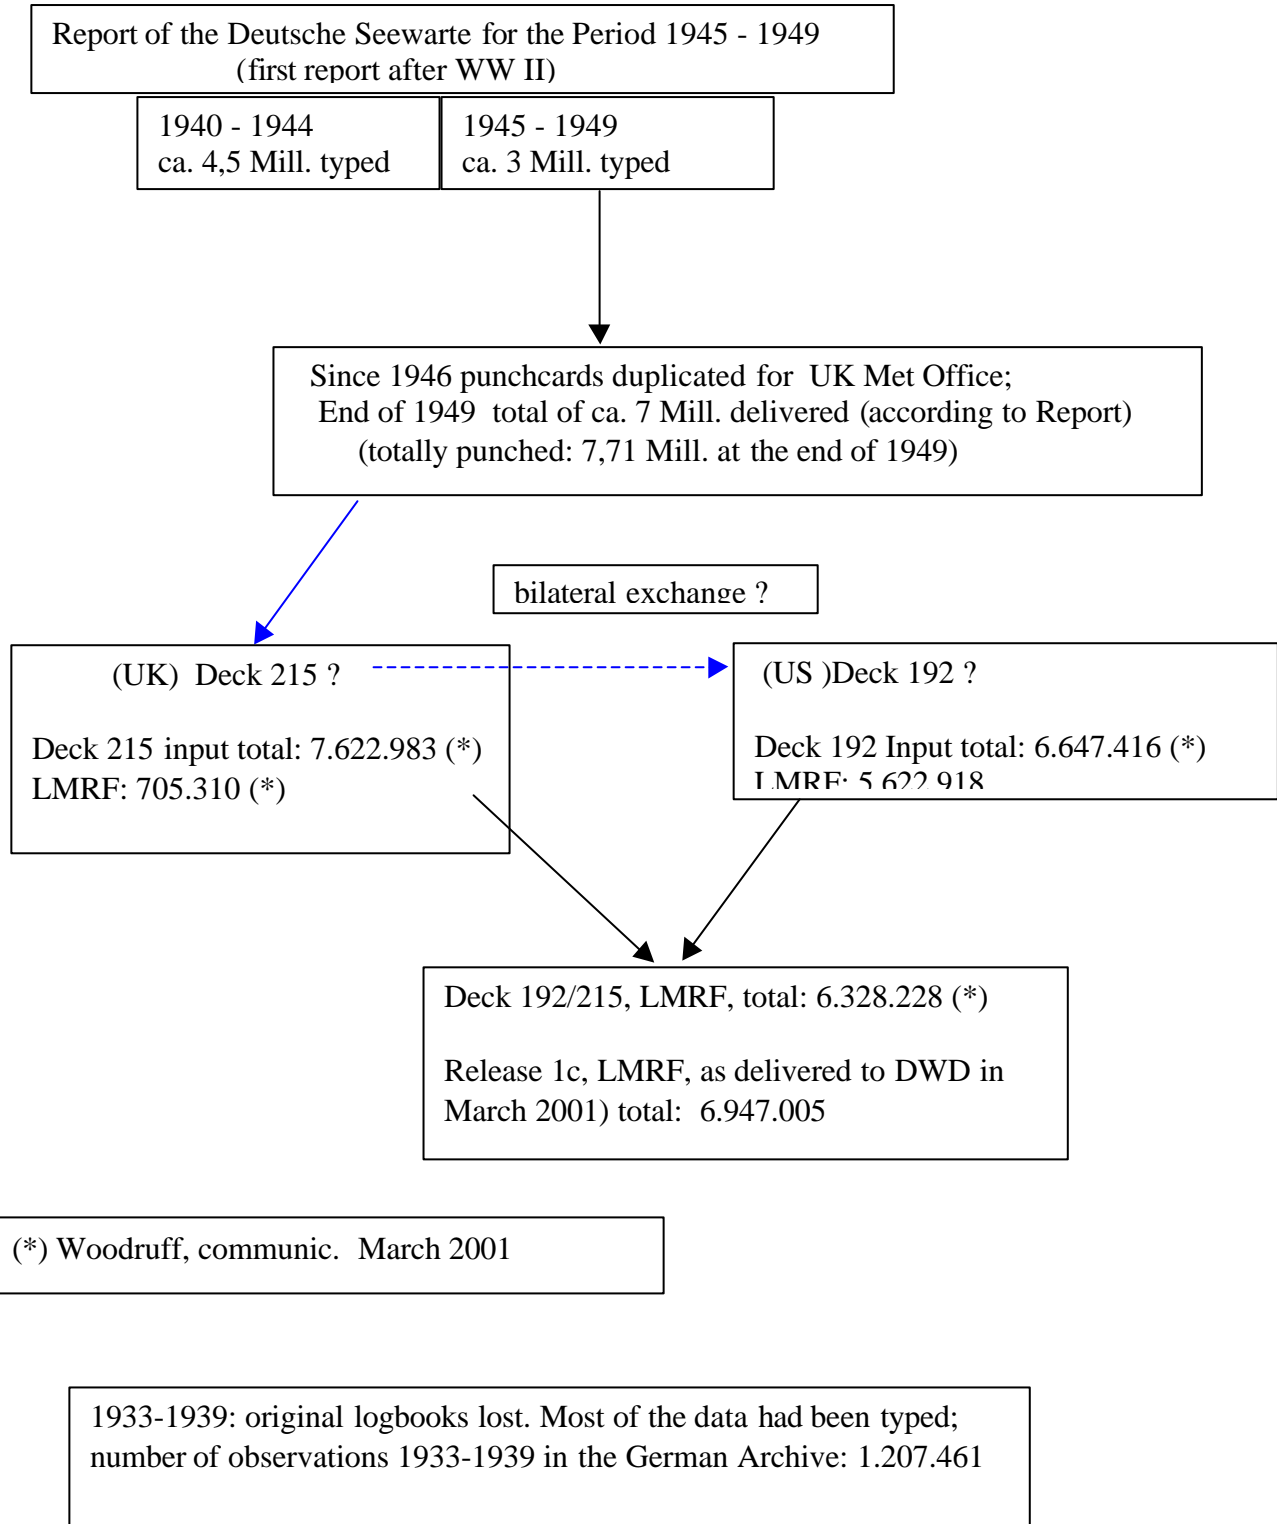 Report of the Deutsche Seewarte for the Period 1945 - 1949
(first report after WW II)
1940 - 1944
ca. 4,5 Mill. typed
1945 - 1949
ca. 3 Mill. typed
Since 1946 punchcards duplicated for UK Met Office;
End of 1949 total of ca. 7 Mill. delivered (according to Report)
(totally punched: 7,71 Mill. at the end of 1949)
bilateral exchange ?
(UK) Deck 215 ?
Deck 215 input total: 7.622.983 (*)
LMRF: 705.310 (*)
(US )Deck 192 ?
Deck 192 Input total: 6.647.416 (*)
LMRF: 5.622.918
Deck 192/215, LMRF, total: 6.328.228 (*)
Release 1c, LMRF, as delivered to DWD in
March 2001) total: 6.947.005
(*) Woodruff, communic. March 2001
1933-1939: original logbooks lost. Most of the data had been typed;
number of observations 1933-1939 in the German Archive: 1.207.461